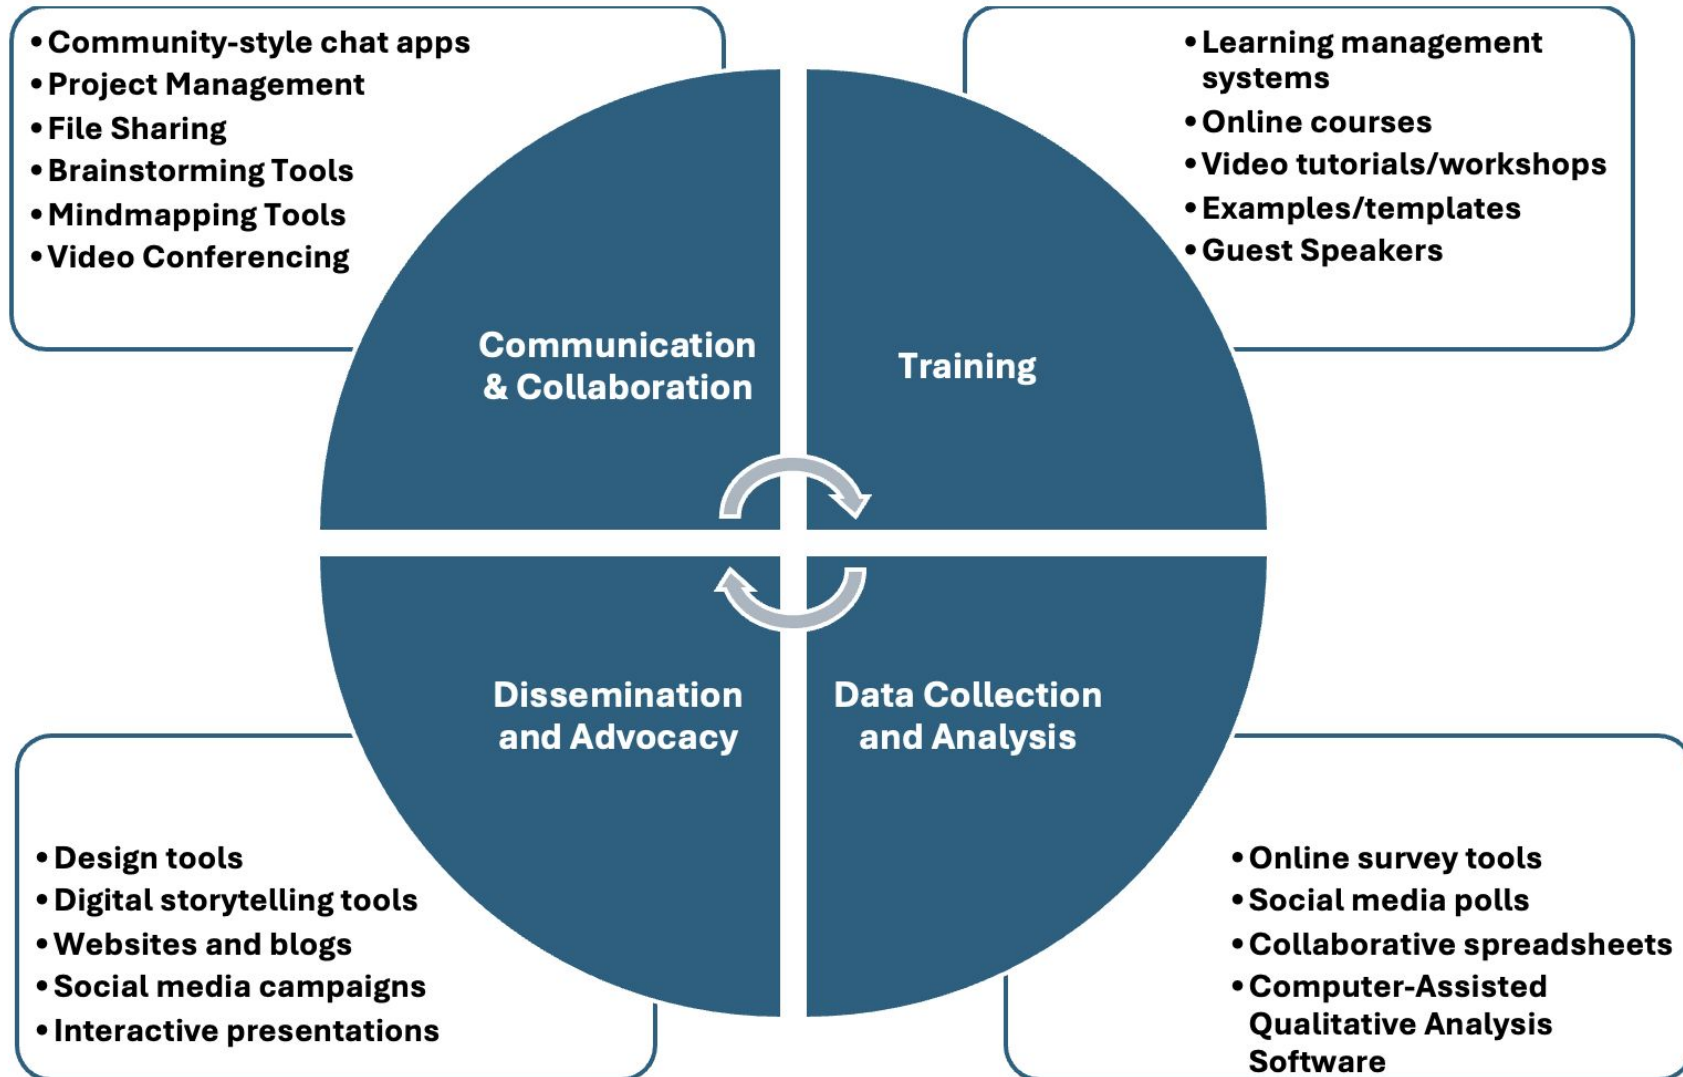 • Community-style chat apps
• Project Management
• File Sharing
• Brainstorming Tools
• Mindmapping Tools
• Video Conferencing
• Learning management
systems
• Online courses
• Video tutorials/workshops
• Examples/templates
• Guest Speakers
Communication
& Collaboration
Training
Dissemination
and Advocacy
Data Collection
and Analysis
• Design tools
• Digital storytelling tools
• Websites and blogs
• Social media campaigns
• Interactive presentations
• Online survey tools
• Social media polls
• Collaborative spreadsheets
• Computer-Assisted
Qualitative Analysis
Software